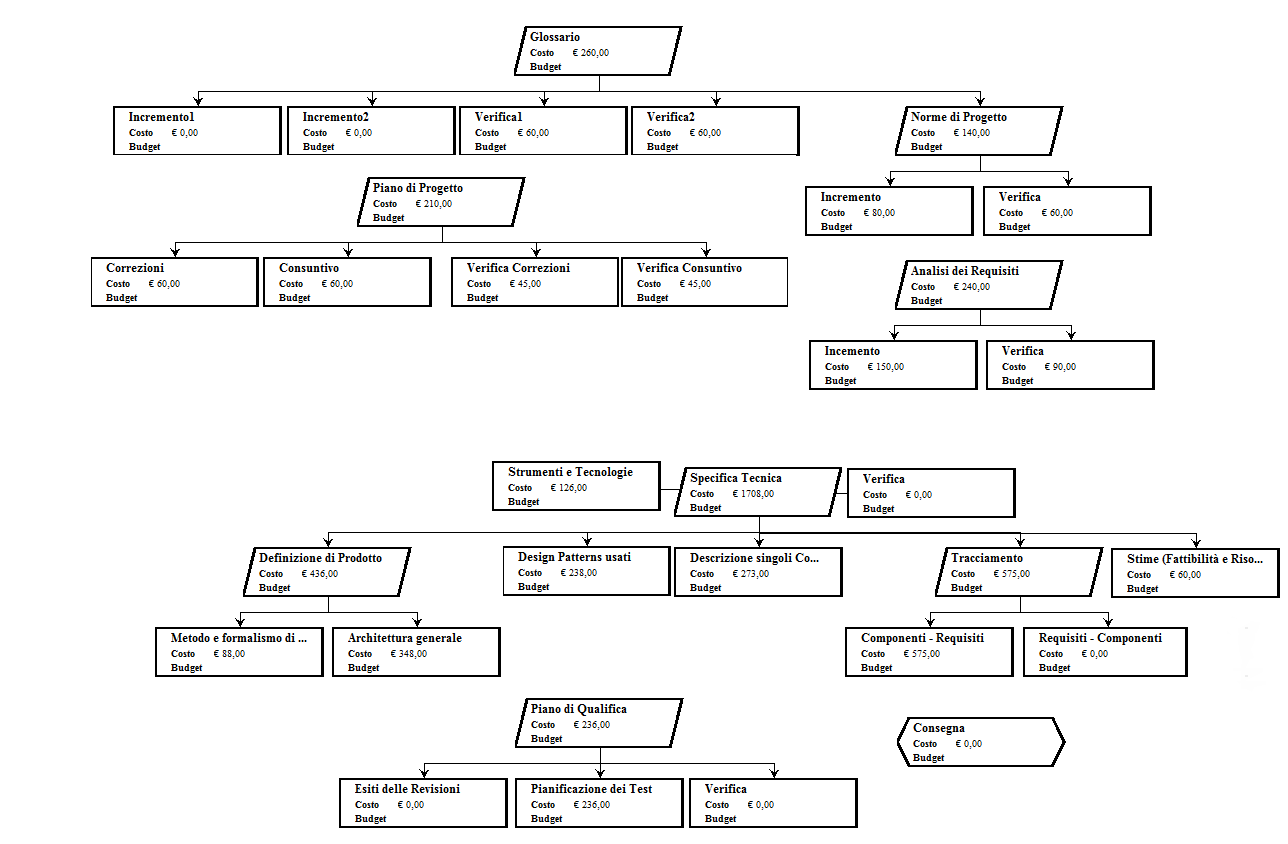 Glossario
Costo € 260,00
Budget
Incremento1
Costo € 0,00
Budget
Incremento2
Costo € 0,00
Budget
Verifica1
Costo € 60,00
Budget
Verifica2
Costo € 60,00
Budget
Norme di Progetto
Costo € 140,00
Budget
Incremento
Costo € 80,00
Budget
Verifica
Costo € 60,00
Budget
Piano di Progetto
Costo € 210,00
Budget
Correzioni
Costo € 60,00
Budget
Consuntivo
Costo € 60,00
Budget
Verifica Correzioni
Costo € 45,00
Budget
Verifica Consuntivo
Costo € 45,00
Budget
Analisi dei Requisiti
Costo € 240,00
Budget
Incemento
Costo € 150,00
Budget
Verifica
Costo € 90,00
Budget
Strumenti e Tecnologie
Costo € 126,00
Budget
Specifica Tecnica
Costo € 1708,00
Budget
Verifica
Costo € 0,00
Budget
Definizione di Prodotto
Costo € 436,00
Budget
Design Patterns usati
Costo € 238,00
Budget
Descrizione singoli Co...
Costo € 273,00
Budget
Tracciamento
Costo € 575,00
Budget
Stime (Fattibilità e Riso...
Costo € 60,00
Budget
Metodo e formalismo di ...
Costo € 88,00
Budget
Architettura generale
Costo € 348,00
Budget
Componenti - Requisiti
Costo € 575,00
Budget
Requisiti - Componenti
Costo € 0,00
Budget
Piano di Qualifica
Costo € 236,00
Budget
Consegna
Costo € 0,00
Budget
Esiti delle Revisioni
Costo € 0,00
Budget
Pianificazione dei Test
Costo € 236,00
Budget
Verifica
Costo € 0,00
Budget